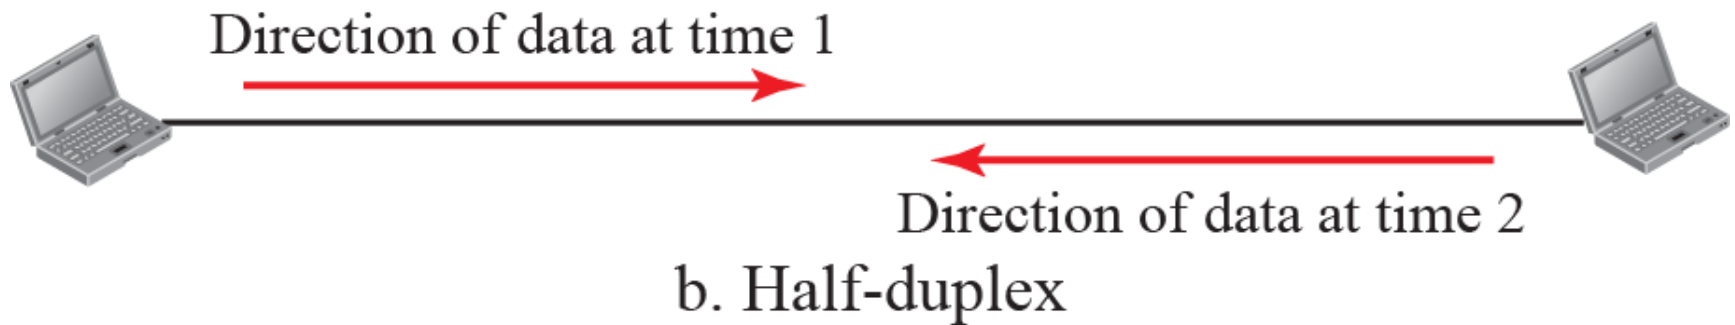 Direction of data at time 1
Direction of data at time 2
b. Half-duplex